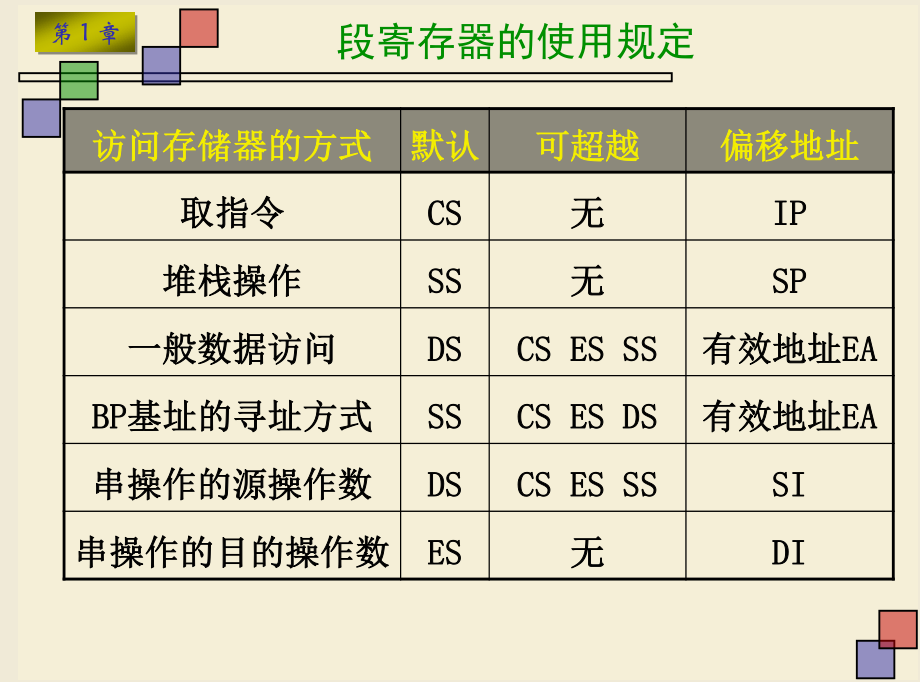 第1章
段寄存器的使用规定
访问存储器的方式 默认 可超越 偏移地址
取指令 CS 无 IP
堆栈操作 SS 无 SP
一般数据访问 DS CS ES SS 有效地址EA
BP基址的寻址方式 SS CS ES DS 有效地址EA
串操作的源操作数 DS CS ES SS SI
串操作的目的操作数 ES 无 DI